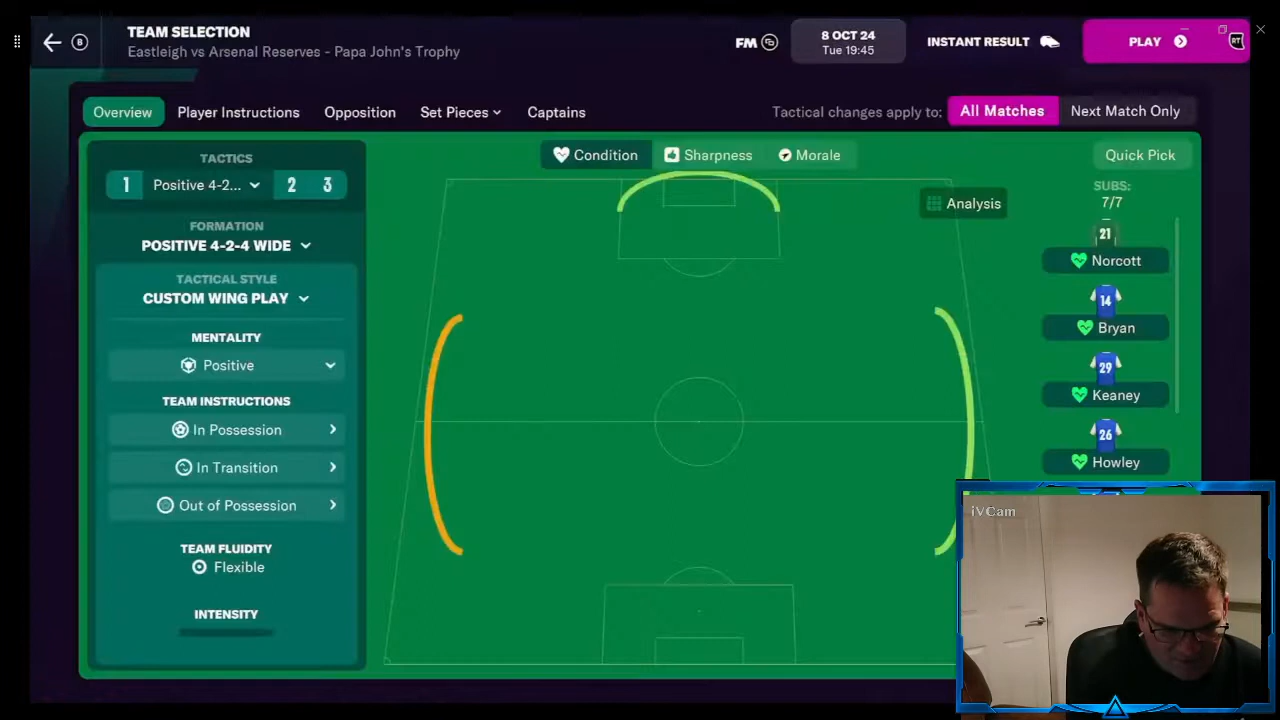 TEAM SELECTION
Eastleigh vs Arsenal Reserves - Papa John's Trophy
B
FM
8 OCT 24
Tue 19:45
INSTANT RESULT
PLAY
RT
Overview
Player Instructions
Opposition
Set Pieces
Captains
Tactical changes apply to:
All Matches
Next Match Only
TACTICS
1 Positive 4-2... 2 3
FORMATION
POSITIVE 4-2-4 WIDE
TACTICAL STYLE
CUSTOM WING PLAY
MENTALITY
Positive
TEAM INSTRUCTIONS
In Possession
In Transition
Out of Possession
TEAM FLUIDITY
Flexible
INTENSITY
Condition
Sharpness
Morale
Analysis
Quick Pick
SUBS:
7/7
21
Norcott
14
Bryan
29
Keaney
26
Howley
iVCam